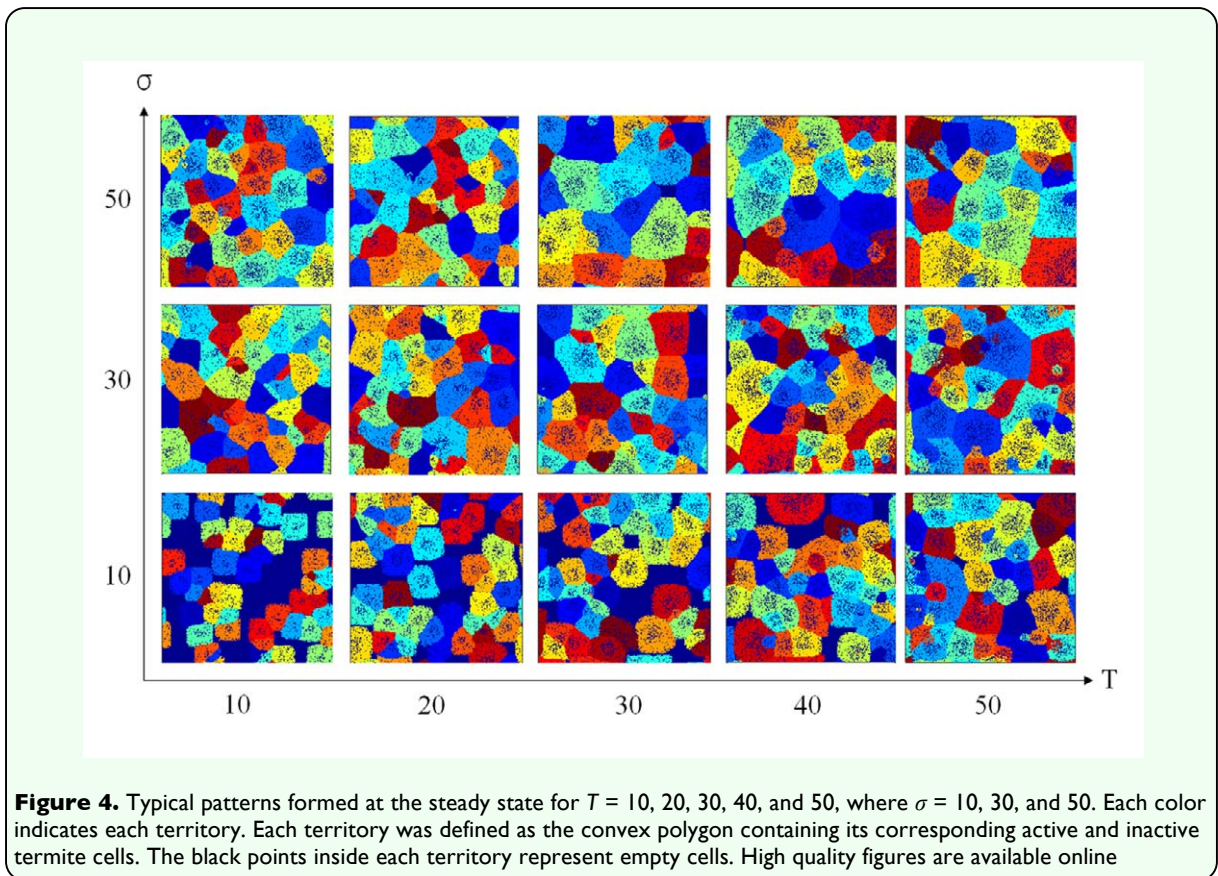 σ
50
30
10
T
10 20 30 40 50
Figure 4. Typical patterns formed at the steady state for T = 10, 20, 30, 40, and 50, where σ = 10, 30, and 50. Each color
indicates each territory. Each territory was defined as the convex polygon containing its corresponding active and inactive
termite cells. The black points inside each territory represent empty cells. High quality figures are available online